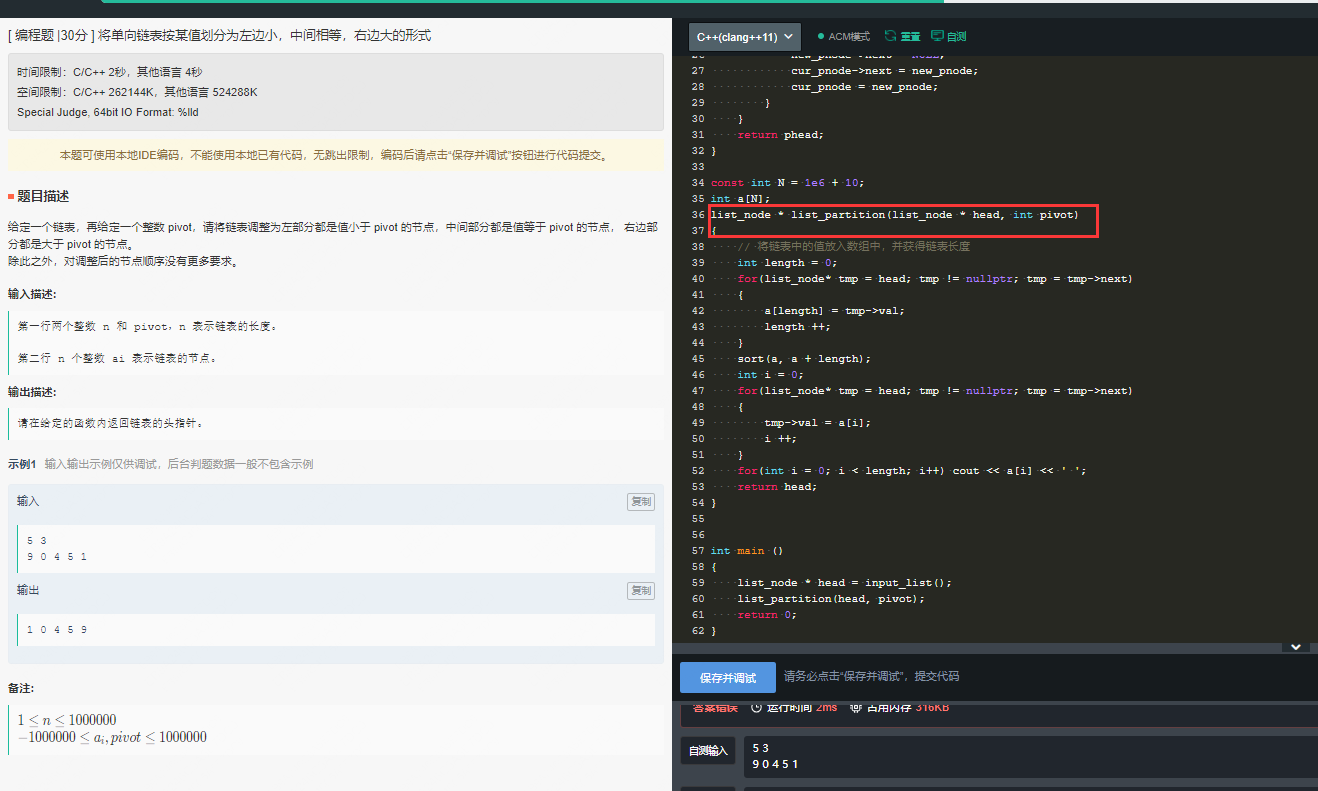 [ 编程题 |30分 ] 将单向链表按某值划分为左边小，中间相等，右边大的形式
时间限制：C/C++ 2秒，其他语言 4秒
空间限制：C/C++ 262144K，其他语言 524288K
Special Judge, 64bit IO Format: %lld
本题可使用本地IDE编码，不能使用本地已有代码，无跳出限制，编码后请点击“保存并调试”按钮进行代码提交。
题目描述
给定一个链表，再给定一个整数 pivot，请将链表调整为左部分都是值小于 pivot 的节点，中间部分都是值等于 pivot 的节点， 右边部
分都是大于 pivot 的节点。
除此之外，对调整后的节点顺序没有更多要求。
输入描述:
第一行两个整数 n 和 pivot，n 表示链表的长度。
第二行 n 个整数 ai 表示链表的节点。
输出描述:
请在给定的函数内返回链表的头指针。
示例1 输入输出示例仅供调试，后台判题数据一般不包含示例
输入
复制
5 3
9 0 4 5 1
输出
复制
1 0 4 5 9
备注:
1 ≤ n ≤ 1000000
−1000000 ≤ ai, pivot ≤ 1000000
C++(clang++11)
ACM模式
重置
自测
27 cur_pnode->next = new_pnode;
28 cur_pnode = new_pnode;
29 }
30 }
31 return phead;
32 }
33
34 const int N = 1e6 + 10;
35 int a[N];
36 list_node * list_partition(list_node * head, int pivot)
37 {
38 // 将链表中的值放入数组中，并获得链表长度
39 int length = 0;
40 for(list_node* tmp = head; tmp != nullptr; tmp = tmp->next)
41 {
42 a[length] = tmp->val;
43 length ++;
44 }
45 sort(a, a + length);
46 int i = 0;
47 for(list_node* tmp = head; tmp != nullptr; tmp = tmp->next)
48 {
49 tmp->val = a[i];
50 i ++;
51 }
52 for(int i = 0; i < length; i++) cout << a[i] << ' ';
53 return head;
54 }
55
56
57 int main ()
58 {
59 list_node * head = input_list();
60 list_partition(head, pivot);
61 return 0;
62 }
保存并调试
请务必点击“保存并调试”，提交代码
答案错误 运行时间 2ms 占用内存 316KB
自测输入
5 3
9 0 4 5 1